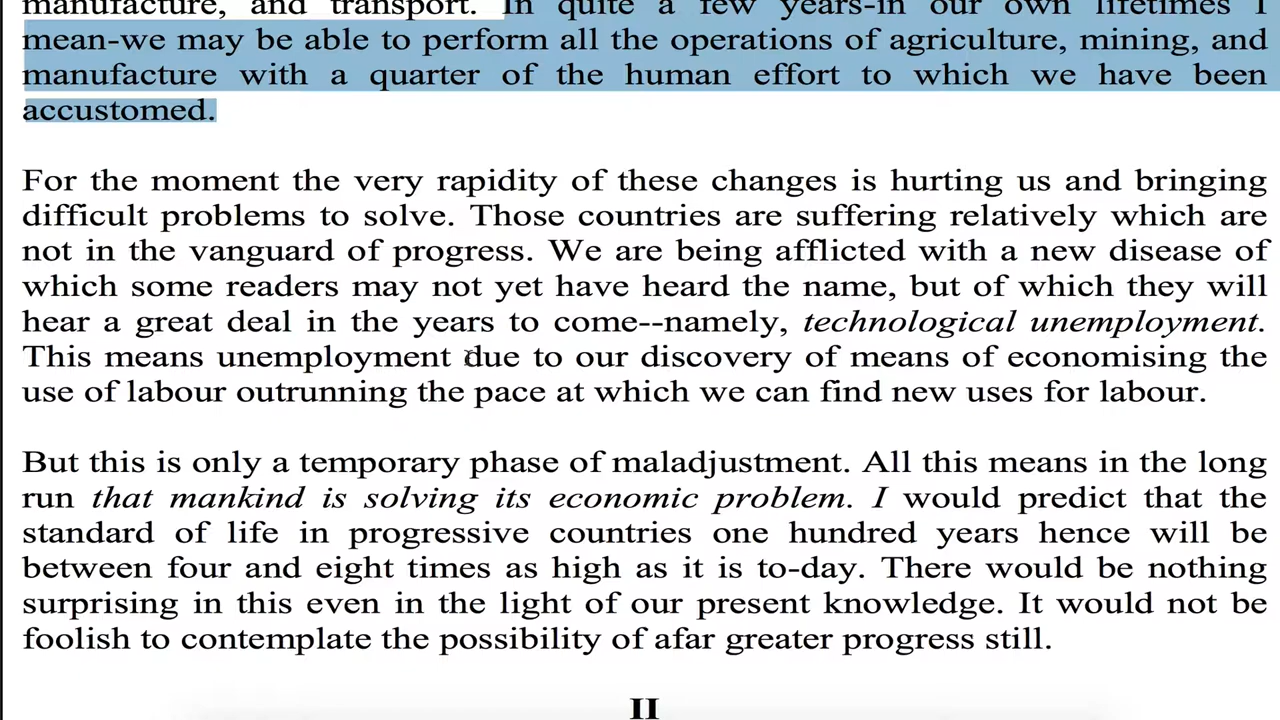 manufacture, and transport. In quite a few years-in our own lifetimes I
mean-we may be able to perform all the operations of agriculture, mining, and
manufacture with a quarter of the human effort to which we have been
accustomed.
For the moment the very rapidity of these changes is hurting us and bringing
difficult problems to solve. Those countries are suffering relatively which are
not in the vanguard of progress. We are being afflicted with a new disease of
which some readers may not yet have heard the name, but of which they will
hear a great deal in the years to come--namely, technological unemployment.
This means unemployment due to our discovery of means of economising the
use of labour outrunning the pace at which we can find new uses for labour.
But this is only a temporary phase of maladjustment. All this means in the long
run that mankind is solving its economic problem. I would predict that the
standard of life in progressive countries one hundred years hence will be
between four and eight times as high as it is to-day. There would be nothing
surprising in this even in the light of our present knowledge. It would not be
foolish to contemplate the possibility of afar greater progress still.
II